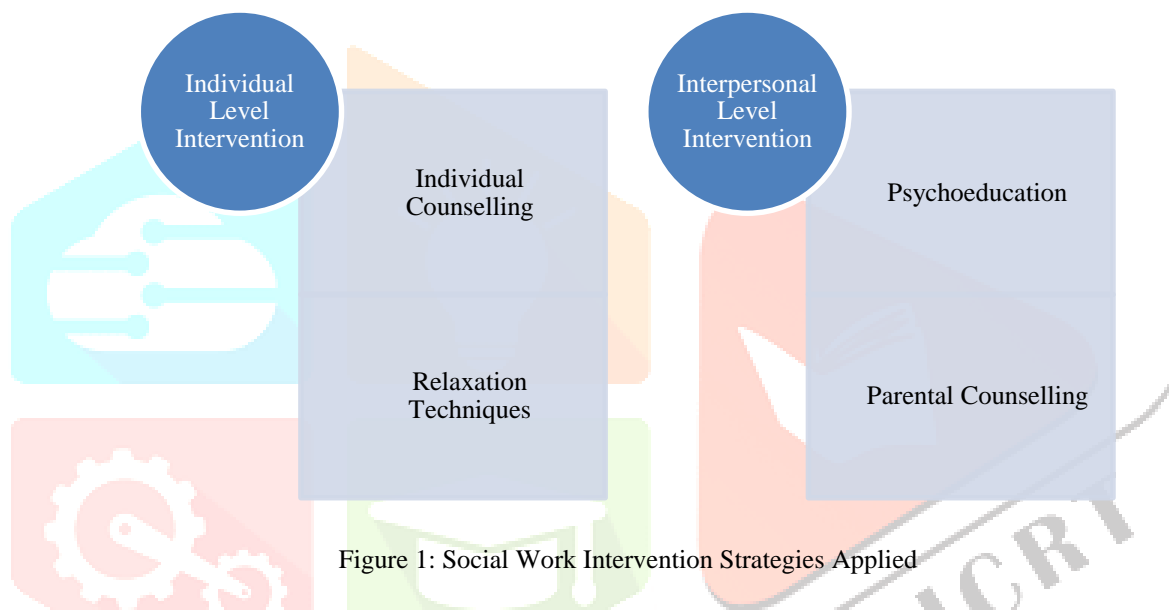 Individual
Level
Intervention
Individual
Counselling
Relaxation
Techniques
Interpersonal
Level
Intervention
Psychoeducation
Parental Counselling
Figure 1: Social Work Intervention Strategies Applied